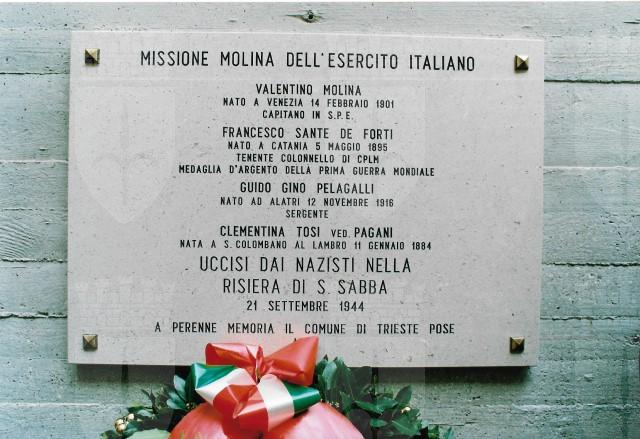 MISSIONE MOLINA DELL'ESERCITO ITALIANO
VALENTINO MOLINA
NATO A VENEZIA 14 FEBBRAIO 1901
CAPITANO IN S.P.E.
FRANCESCO SANTE DE FORTI
NATO A CATANIA 5 MAGGIO 1895
TENENTE COLONNELLO DI CPLM
MEDAGLIA D'ARGENTO DELLA PRIMA GUERRA MONDIALE
GUIDO GINO PELAGALLI
NATO AD ALATRI 12 NOVEMBRE 1916
SERGENTE
CLEMENTINA TOSI VED. PAGANI
NATA A S. COLOMBANO AL LAMBRO 11 GENNAIO 1884
UCCISI DAI NAZISTI NELLA
RISIERA DI S. SABBA
21 SETTEMBRE 1944
A PERENNE MEMORIA IL COMUNE DI TRIESTE POSE